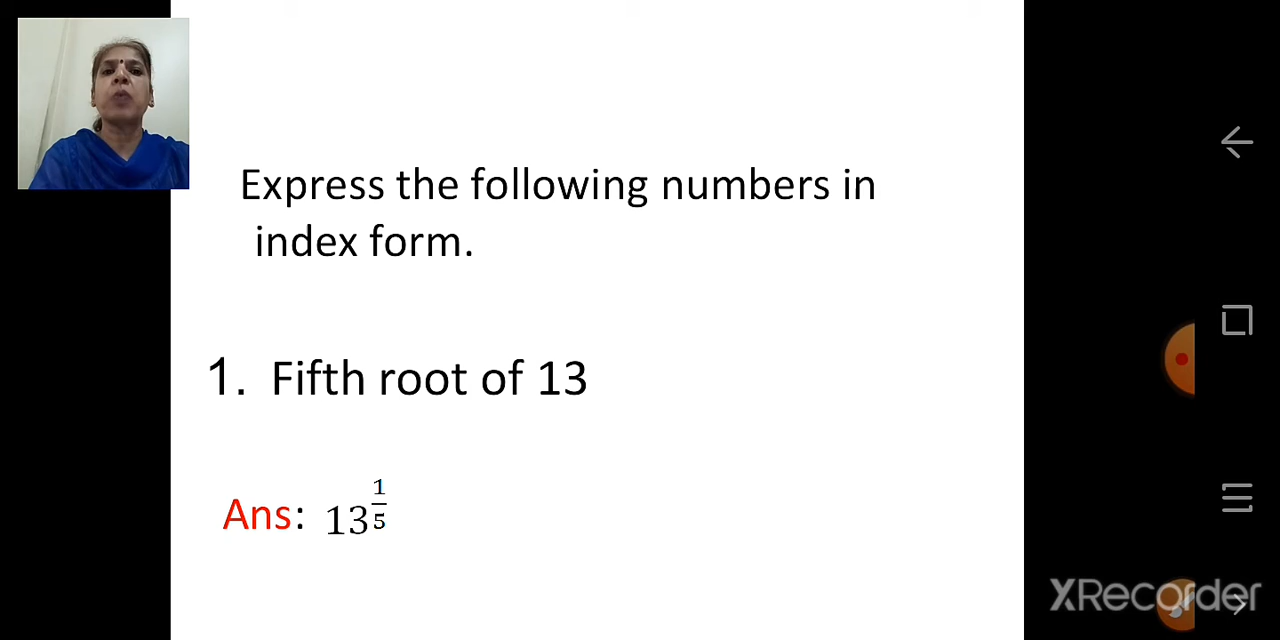 Express the following numbers in
index form.
1. Fifth root of 13
Ans: 13^(1/5)
XRecorder